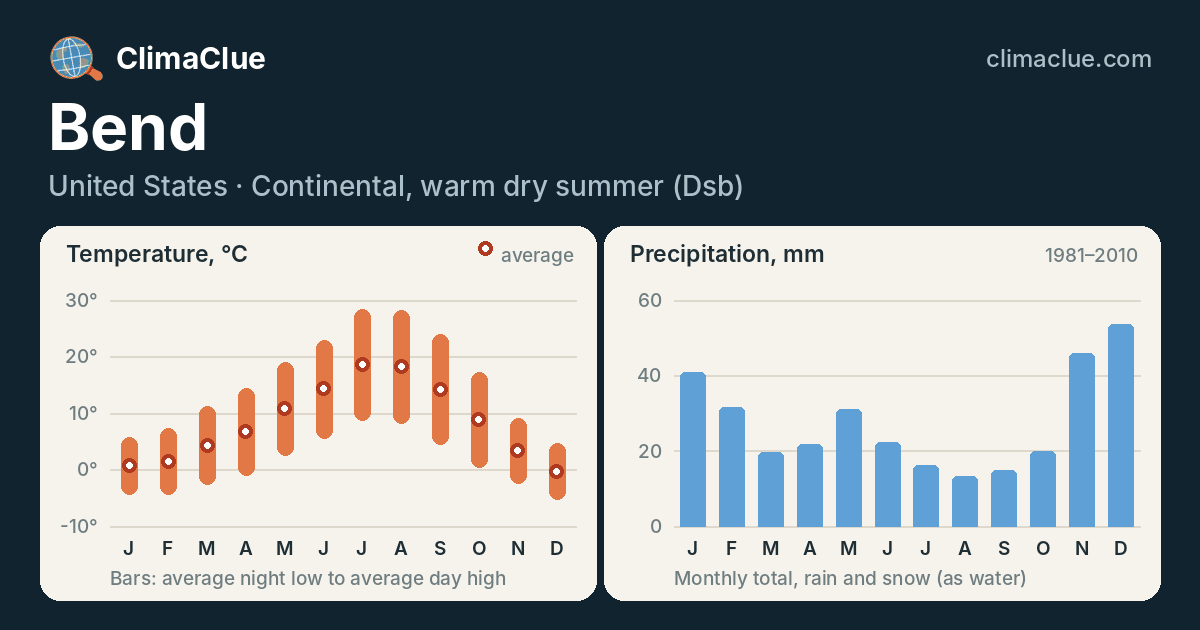 ClimaClue
climaclue.com
Bend
United States · Continental, warm dry summer (Dsb)
Temperature, °C
average
30°
20°
10°
0°
-10°
J F M A M J J A S O N D
Bars: average night low to average day high
Precipitation, mm
1981–2010
60
40
20
0
J F M A M J J A S O N D
Monthly total, rain and snow (as water)